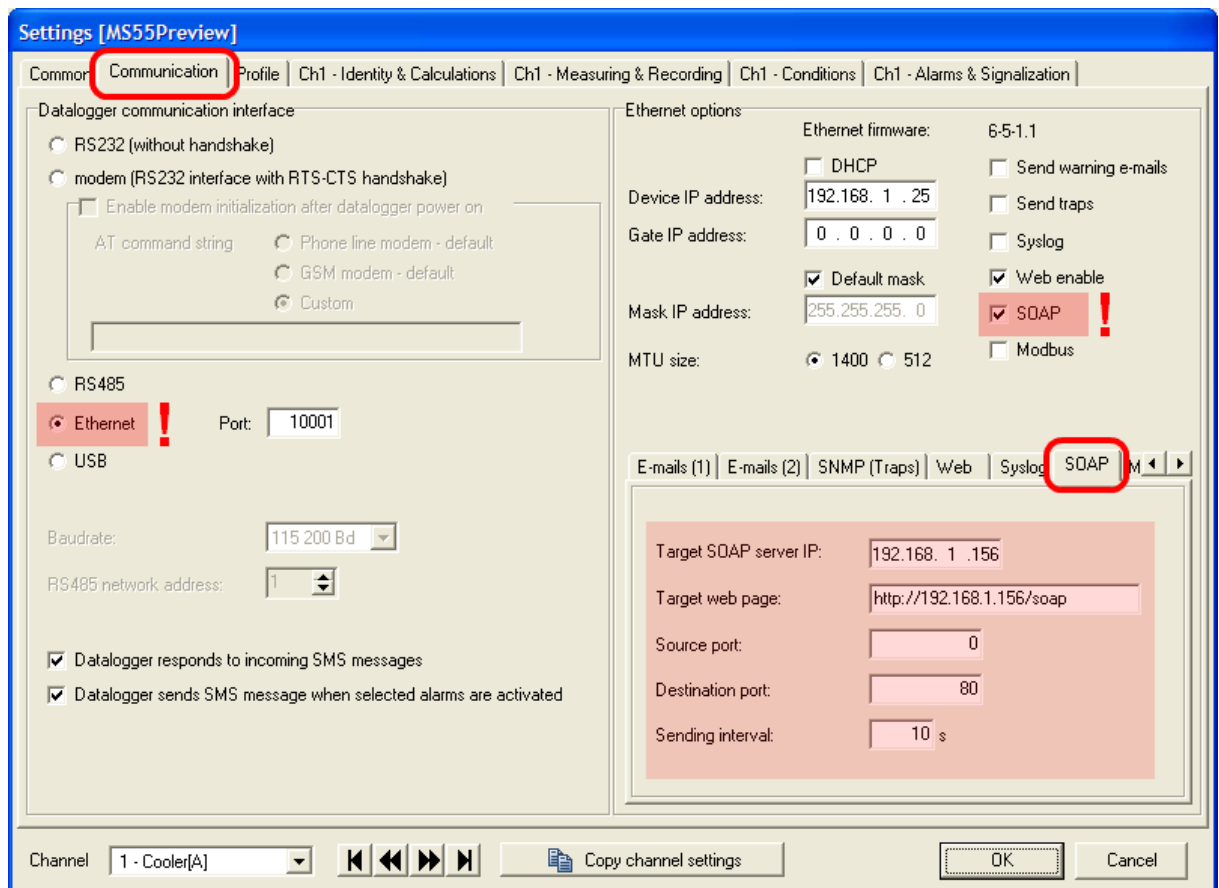 Settings [MS55Preview]
Common Communication Profile Ch1 - Identity & Calculations Ch1 - Measuring & Recording Ch1 - Conditions Ch1 - Alarms & Signalization
Datalogger communication interface
RS232 (without handshake)
modem (RS232 interface with RTS-CTS handshake)
Enable modem initialization after datalogger power on
AT command string Phone line modem - default
GSM modem - default
Custom
RS485
! Ethernet Port: 10001
USB
Baudrate: 115 200 Bd
RS485 network address: 1
Datalogger responds to incoming SMS messages
Datalogger sends SMS message when selected alarms are activated
Ethernet options
Ethernet firmware: 6-5-1.1
DHCP Send warning e-mails
Device IP address: 192.168. 1 . 25 Send traps
Gate IP address: 0 . 0 . 0 . 0 Syslog
Default mask Web enable
Mask IP address: 255.255.255. 0 SOAP !
MTU size: 1400 512 Modbus
E-mails (1) E-mails (2) SNMP (Traps) Web Syslog SOAP M
Target SOAP server IP: 192.168. 1 .156
Target web page: http://192.168.1.156/soap
Source port: 0
Destination port: 80
Sending interval: 10 s
Channel 1 - Cooler[A] Copy channel settings OK Cancel